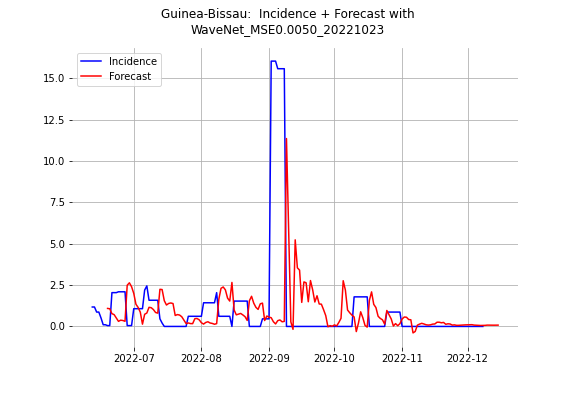 Guinea-Bissau: Incidence + Forecast with
WaveNet_MSE0.0050_20221023
Incidence
Forecast
15.0
12.5
10.0
7.5
5.0
2.5
0.0
2022-07 2022-08 2022-09 2022-10 2022-11 2022-12